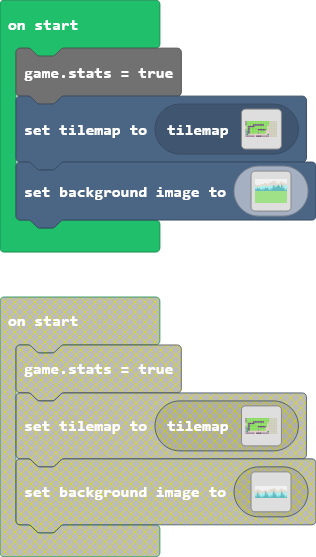 on start
game.stats = true
set tilemap to tilemap
set background image to
on start
game.stats = true
set tilemap to tilemap
set background image to